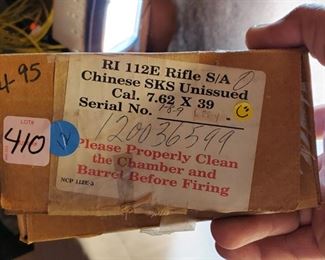 4-95
RI 112E Rifle S/A
Chinese SKS Unissued
Cal. 7.62 X 39
Serial No.
LOT#
410
120036599
Please Properly Clean
the Chamber and
Barrel Before Firing
NCP 112E-3